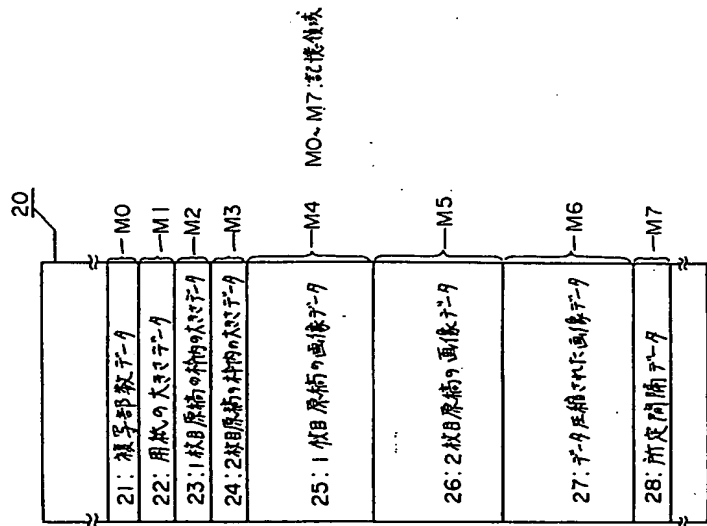 20
21: 複写部数データ
M0
22: 用紙の大きさデータ
M1
23: 1枚目原稿の枠内の大きさデータ
M2
24: 2枚目原稿の枠内の大きさデータ
M3
25: 1枚目原稿の画像データ
M4
26: 2枚目原稿の画像データ
M5
27: データ圧縮された画像データ
M6
28: 所定間隔データ
M7
M0~M7: 記憶領域